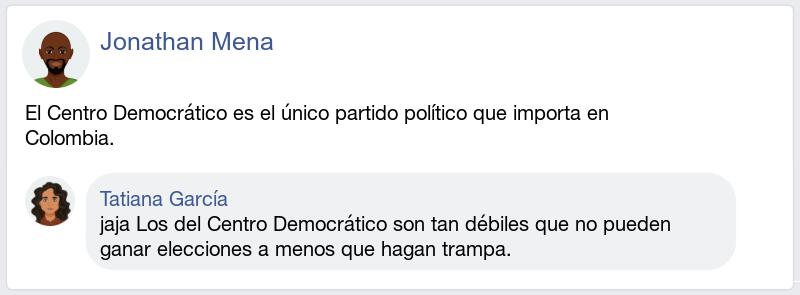 Jonathan Mena
El Centro Democrático es el único partido político que importa en
Colombia.
Tatiana García
jaja Los del Centro Democrático son tan débiles que no pueden
ganar elecciones a menos que hagan trampa.